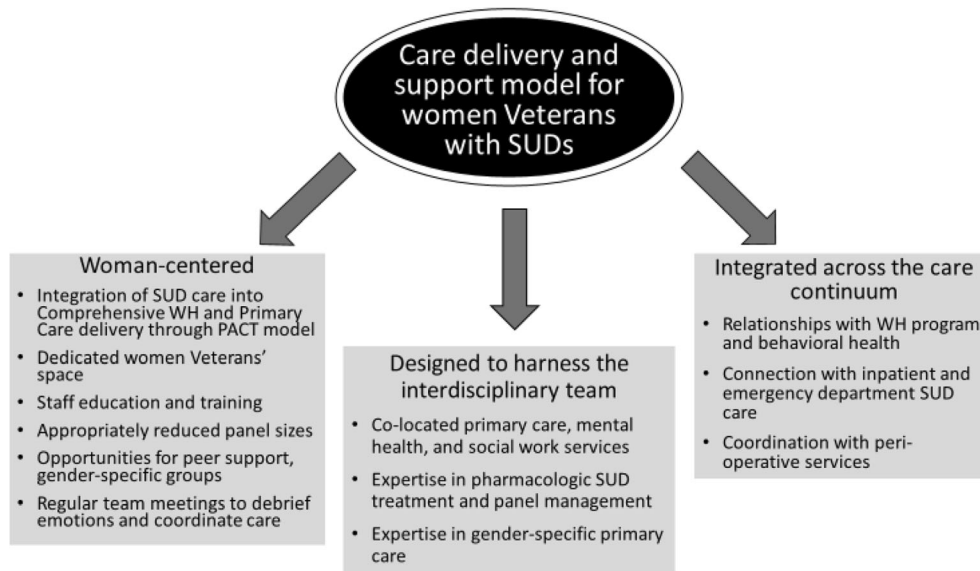 Care delivery and
support model for
women Veterans
with SUDs
Woman-centered
• Integration of SUD care into
Comprehensive WH and Primary
Care delivery through PACT model
• Dedicated women Veterans'
space
• Staff education and training
• Appropriately reduced panel sizes
• Opportunities for peer support,
gender-specific groups
• Regular team meetings to debrief
emotions and coordinate care
Designed to harness the
interdisciplinary team
• Co-located primary care, mental
health, and social work services
• Expertise in pharmacologic SUD
treatment and panel management
• Expertise in gender-specific primary
care
Integrated across the care
continuum
• Relationships with WH program
and behavioral health
• Connection with inpatient and
emergency department SUD
care
• Coordination with peri-
operative services